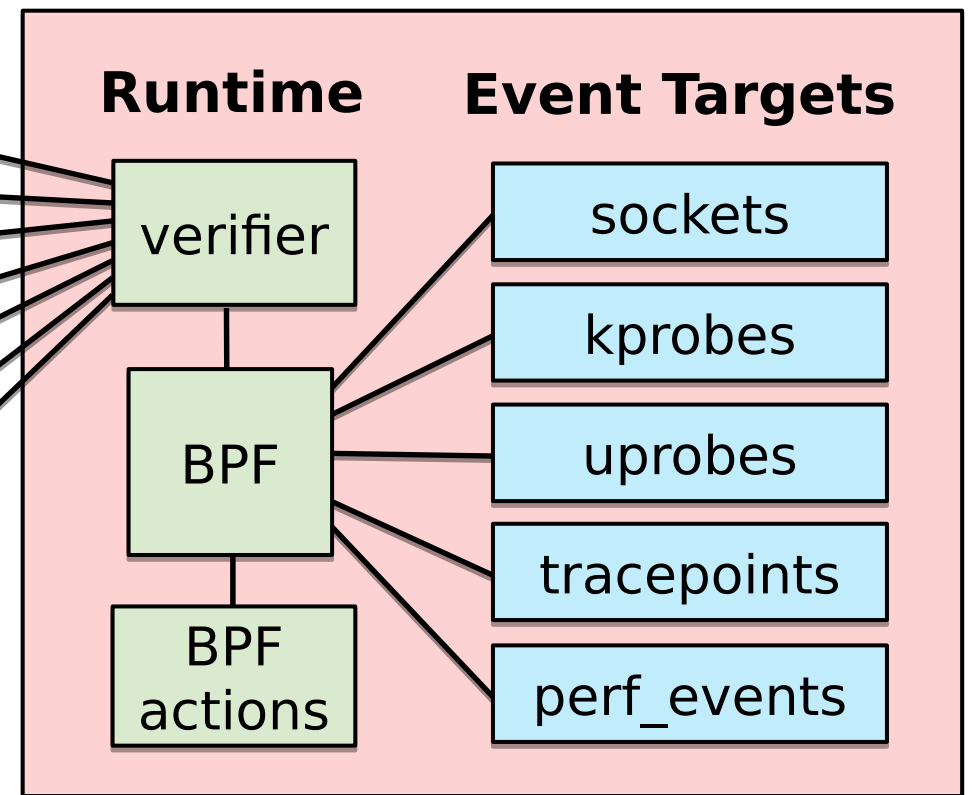 Runtime
Event Targets
verifier
BPF
BPF
actions
sockets
kprobes
uprobes
tracepoints
perf_events